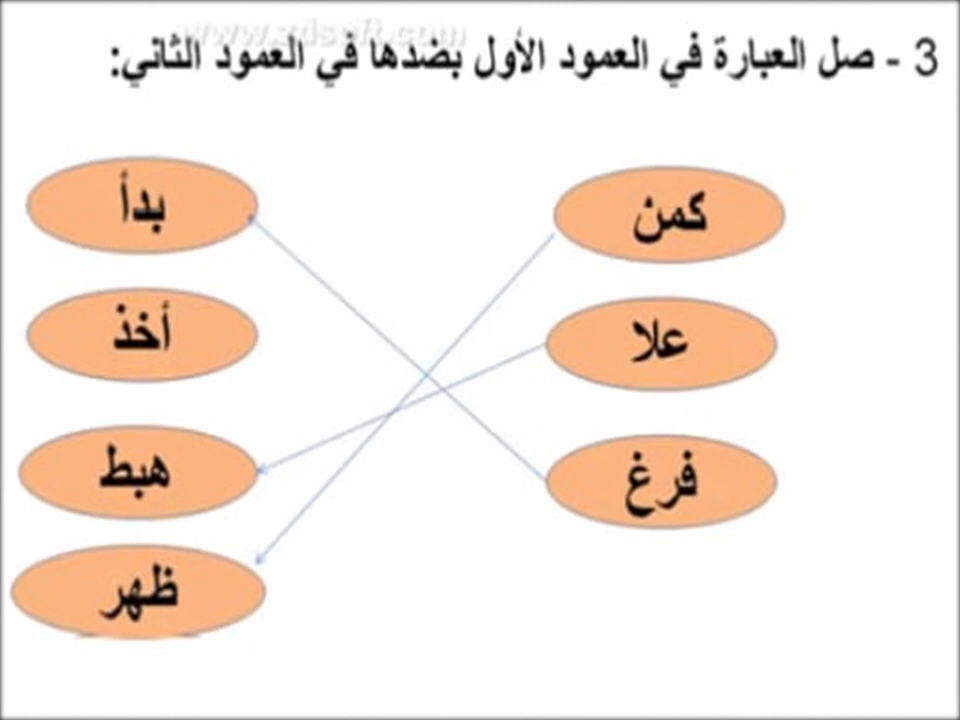 3 - صل العبارة في العمود الأول بضدها في العمود الثاني:
كمن
بدأ
علا
أخذ
فرغ
هبط
ظهر